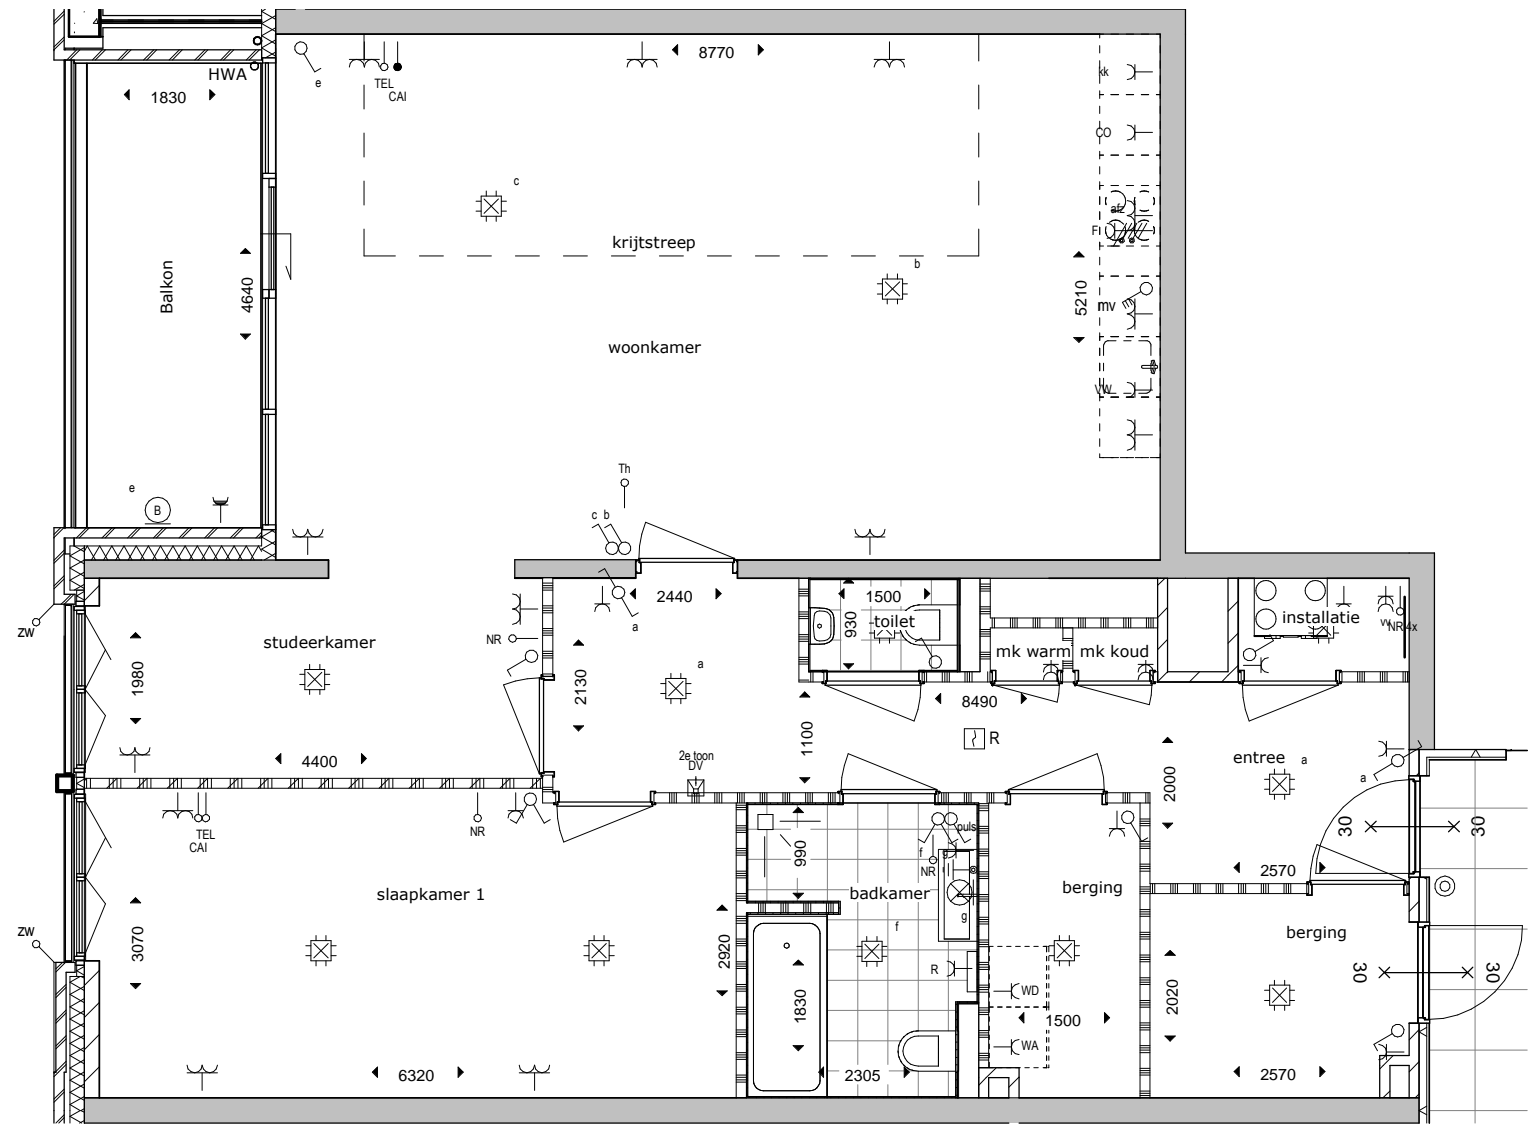 HWA
1830
e
TEL
CAI
8770
kk
CO
c
afz
F
krijtstreep
b
Balkon
4640
5210
mv
woonkamer
VW
Th
e
B
c b
2440
930
1500
toilet
installatie
NR 4x
ZW
a
NR
studeerkamer
mk warm
mk koud
1980
2130
a
8490
R
1100
4400
2e toon
DV
2000
entree
a
a
30
30
TEL
CAI
NR
puls
990
f
g
NR
2570
slaapkamer 1
badkamer
berging
ZW
3070
2920
f
g
berging
R
30
30
WD
1830
1500
2020
WA
6320
2305
2570